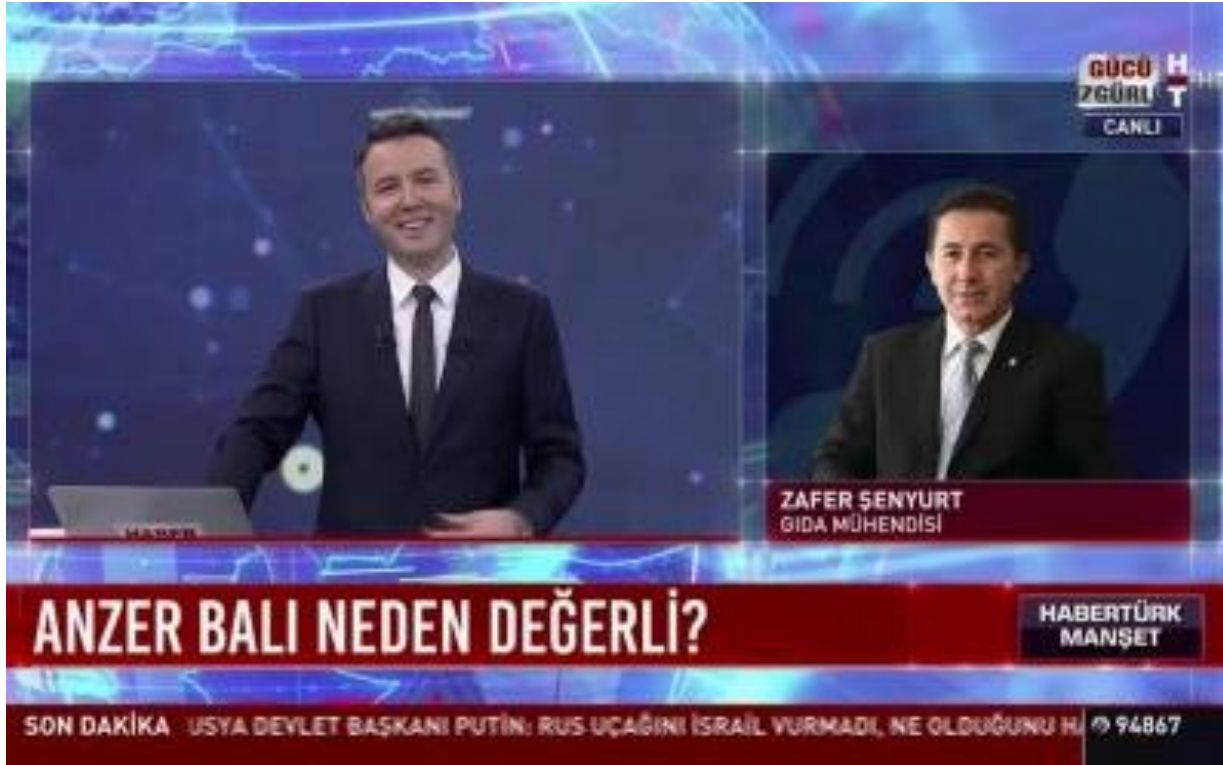 GÜCÜ
ZGÜRL
H
T
CANLI
ZAFER ŞENYURT
GIDA MÜHENDİSİ
ANZER BALI NEDEN DEĞERLİ?
HABERTÜRK
MANŞET
SON DAKİKA USYA DEVLET BAŞKANI PUTİN: RUS UÇAĞINI İSRAİL VURMADI, NE OLDUĞUNU HA 94867